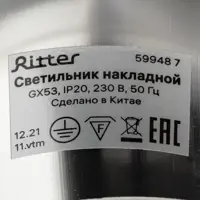 Ritter 59948 7
Светильник накладной
GX53, IP20, 230 В, 50 Гц
Сделано в Китае
12.21
11.vtm
F
EAC